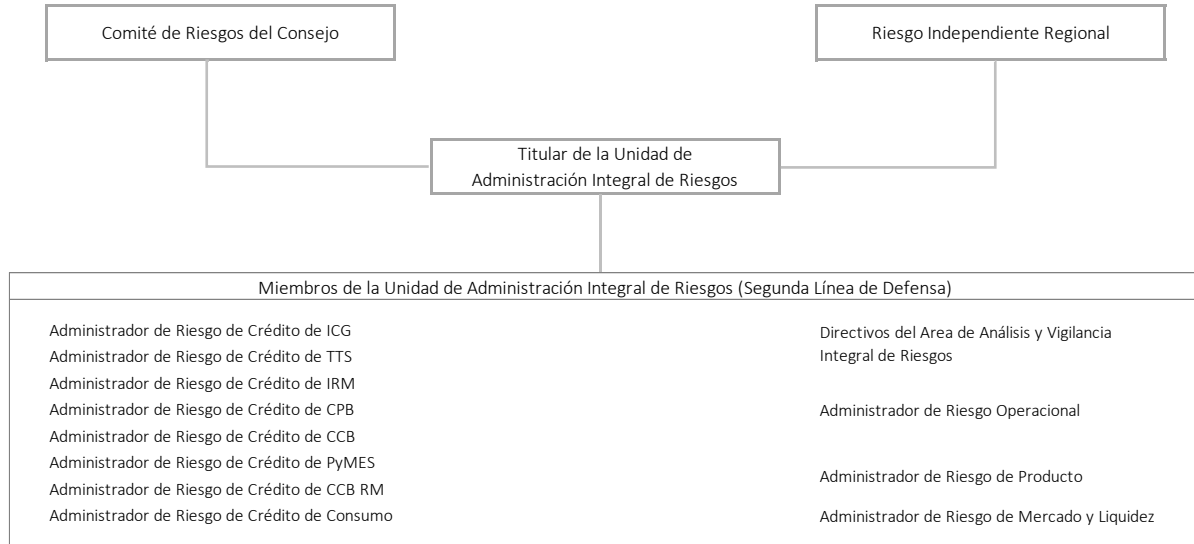 Comité de Riesgos del Consejo
Riesgo Independiente Regional
Titular de la Unidad de
Administración Integral de Riesgos
Miembros de la Unidad de Administración Integral de Riesgos (Segunda Línea de Defensa)
Administrador de Riesgo de Crédito de ICG
Administrador de Riesgo de Crédito de TTS
Administrador de Riesgo de Crédito de IRM
Administrador de Riesgo de Crédito de CPB
Administrador de Riesgo de Crédito de CCB
Administrador de Riesgo de Crédito de PyMES
Administrador de Riesgo de Crédito de CCB RM
Administrador de Riesgo de Crédito de Consumo
Directivos del Area de Análisis y Vigilancia
Integral de Riesgos
Administrador de Riesgo Operacional
Administrador de Riesgo de Producto
Administrador de Riesgo de Mercado y Liquidez